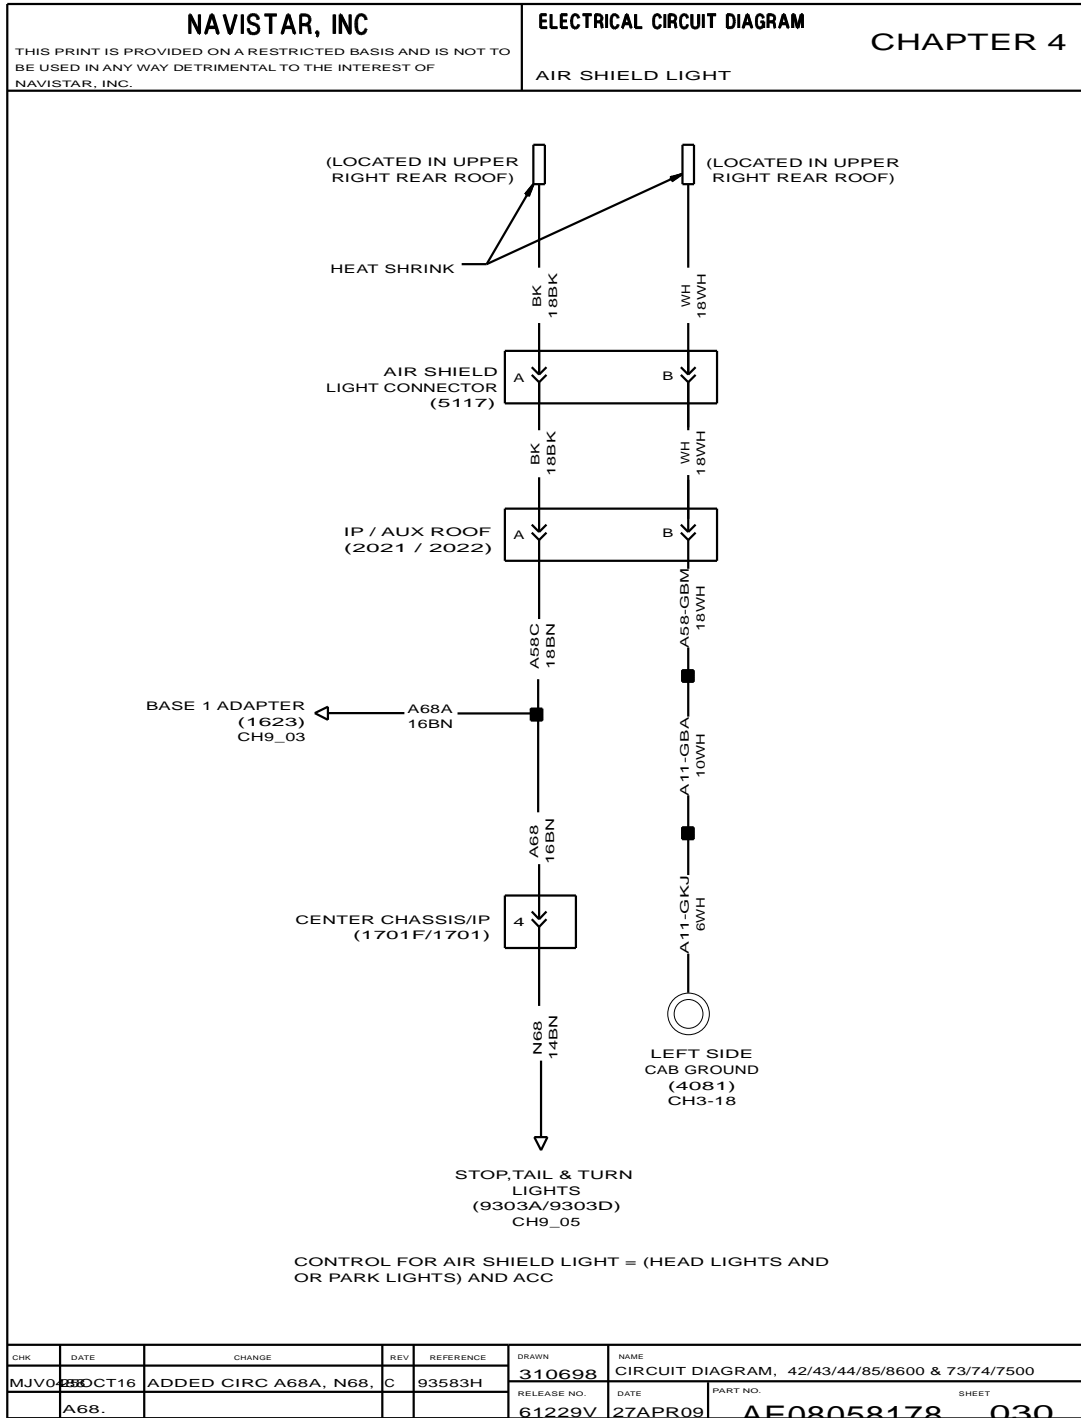 NAVISTAR, INC
THIS PRINT IS PROVIDED ON A RESTRICTED BASIS AND IS NOT TO
BE USED IN ANY WAY DETRIMENTAL TO THE INTEREST OF
NAVISTAR, INC.
ELECTRICAL CIRCUIT DIAGRAM
CHAPTER 4
AIR SHIELD LIGHT
(LOCATED IN UPPER
RIGHT REAR ROOF)
(LOCATED IN UPPER
RIGHT REAR ROOF)
HEAT SHRINK
BK
18BK
WH
18WH
AIR SHIELD
LIGHT CONNECTOR
(5117)
A
B
BK
18BK
WH
18WH
IP / AUX ROOF
(2021 / 2022)
A
B
A58C
18BN
A58-GBM
18WH
BASE 1 ADAPTER
(1623)
CH9_03
A68A
16BN
A11-GBA
10WH
A68
16BN
A11-GKJ
6WH
CENTER CHASSIS/IP
(1701F/1701)
4
N68
14BN
LEFT SIDE
CAB GROUND
(4081)
CH3-18
STOP,TAIL & TURN
LIGHTS
(9303A/9303D)
CH9_05
CONTROL FOR AIR SHIELD LIGHT = (HEAD LIGHTS AND
OR PARK LIGHTS) AND ACC
CHK DATE CHANGE REV REFERENCE
OCT16 ADDED CIRC A68A, N68, C 93583H
A68.
DRAWN
310698
NAME
CIRCUIT DIAGRAM, 42/43/44/85/8600 & 73/74/7500
RELEASE NO.
61229V
DATE
27APR09
PART NO.
AE08058178
SHEET
030